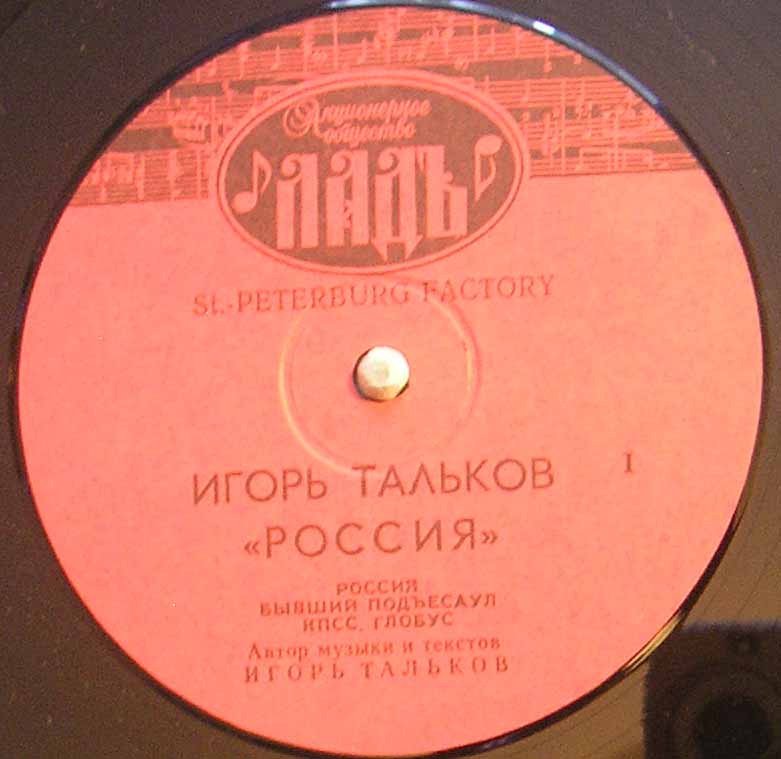 Акционерное
общество
ЛАДЪ
St.-PETERBURG FACTORY
ИГОРЬ ТАЛЬКОВ
I
«РОССИЯ»
РОССИЯ
БЫВШИЙ ПОДЪЕСАУЛ
КПСС, ГЛОБУС
Автор музыки и текстов
ИГОРЬ ТАЛЬКОВ